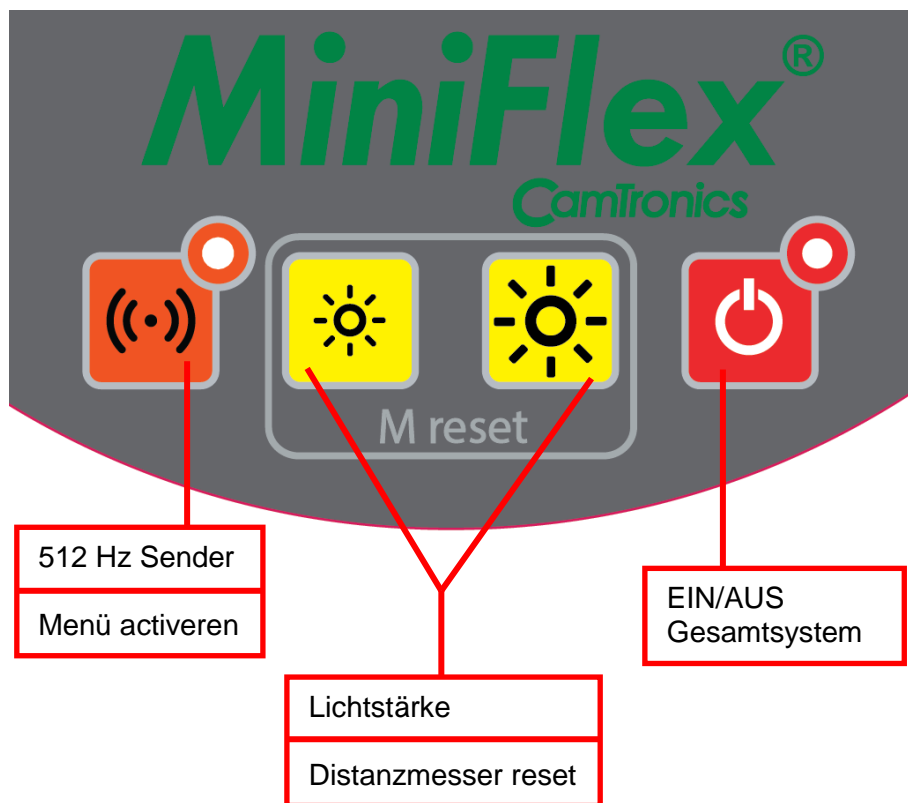 MiniFlex®
CamTronics
M reset
512 Hz Sender
Menü activeren
Lichtstärke
Distanzmesser reset
EIN/AUS
Gesamtsystem